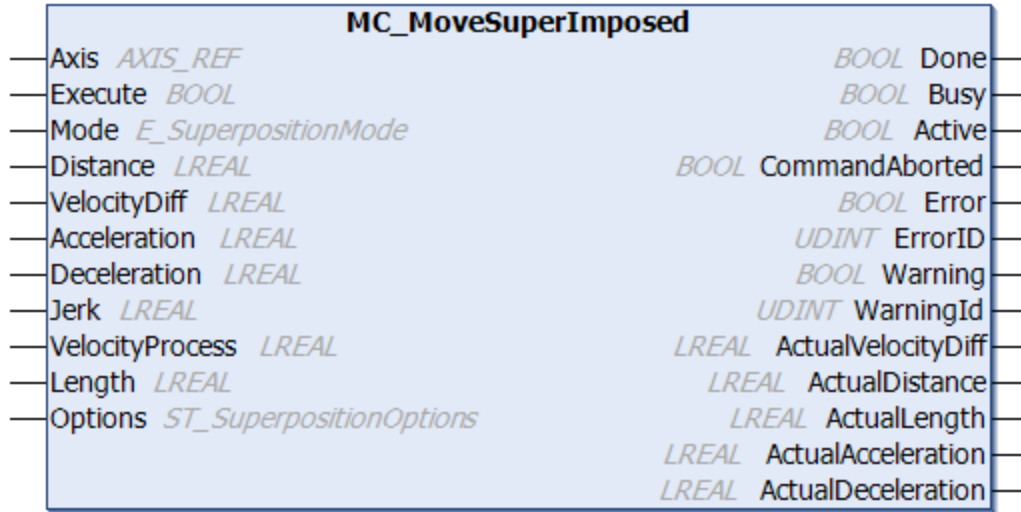 MC_MoveSuperImposed
Axis AXIS_REF BOOL Done
Execute BOOL BOOL Busy
Mode E_SuperpositionMode BOOL Active
Distance LREAL BOOL CommandAborted
VelocityDiff LREAL BOOL Error
Acceleration LREAL UDINT ErrorID
Deceleration LREAL BOOL Warning
Jerk LREAL UDINT WarningId
VelocityProcess LREAL LREAL ActualVelocityDiff
Length LREAL LREAL ActualDistance
Options ST_SuperpositionOptions LREAL ActualLength
LREAL ActualAcceleration
LREAL ActualDeceleration